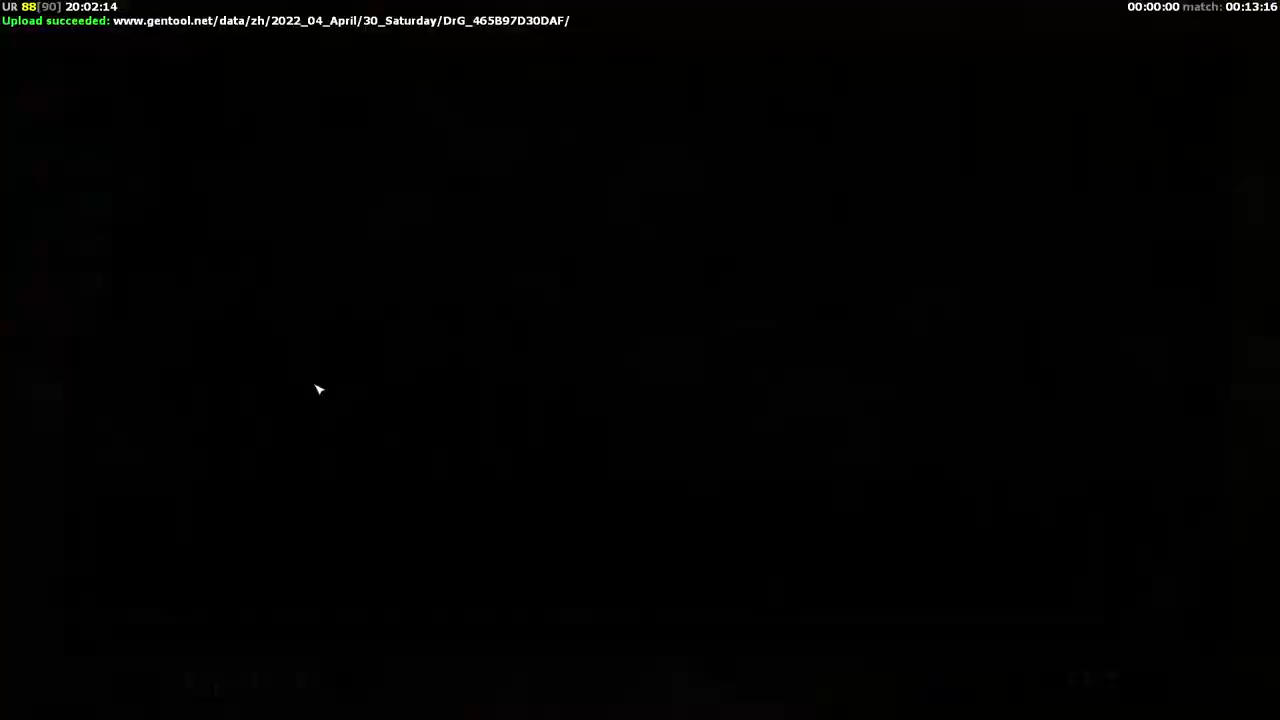 UR 88[90] 20:02:14
00:00:00 match: 00:13:16
Upload succeeded: www.gentool.net/data/zh/2022_04_April/30_Saturday/DrG_465B97D30DAF/